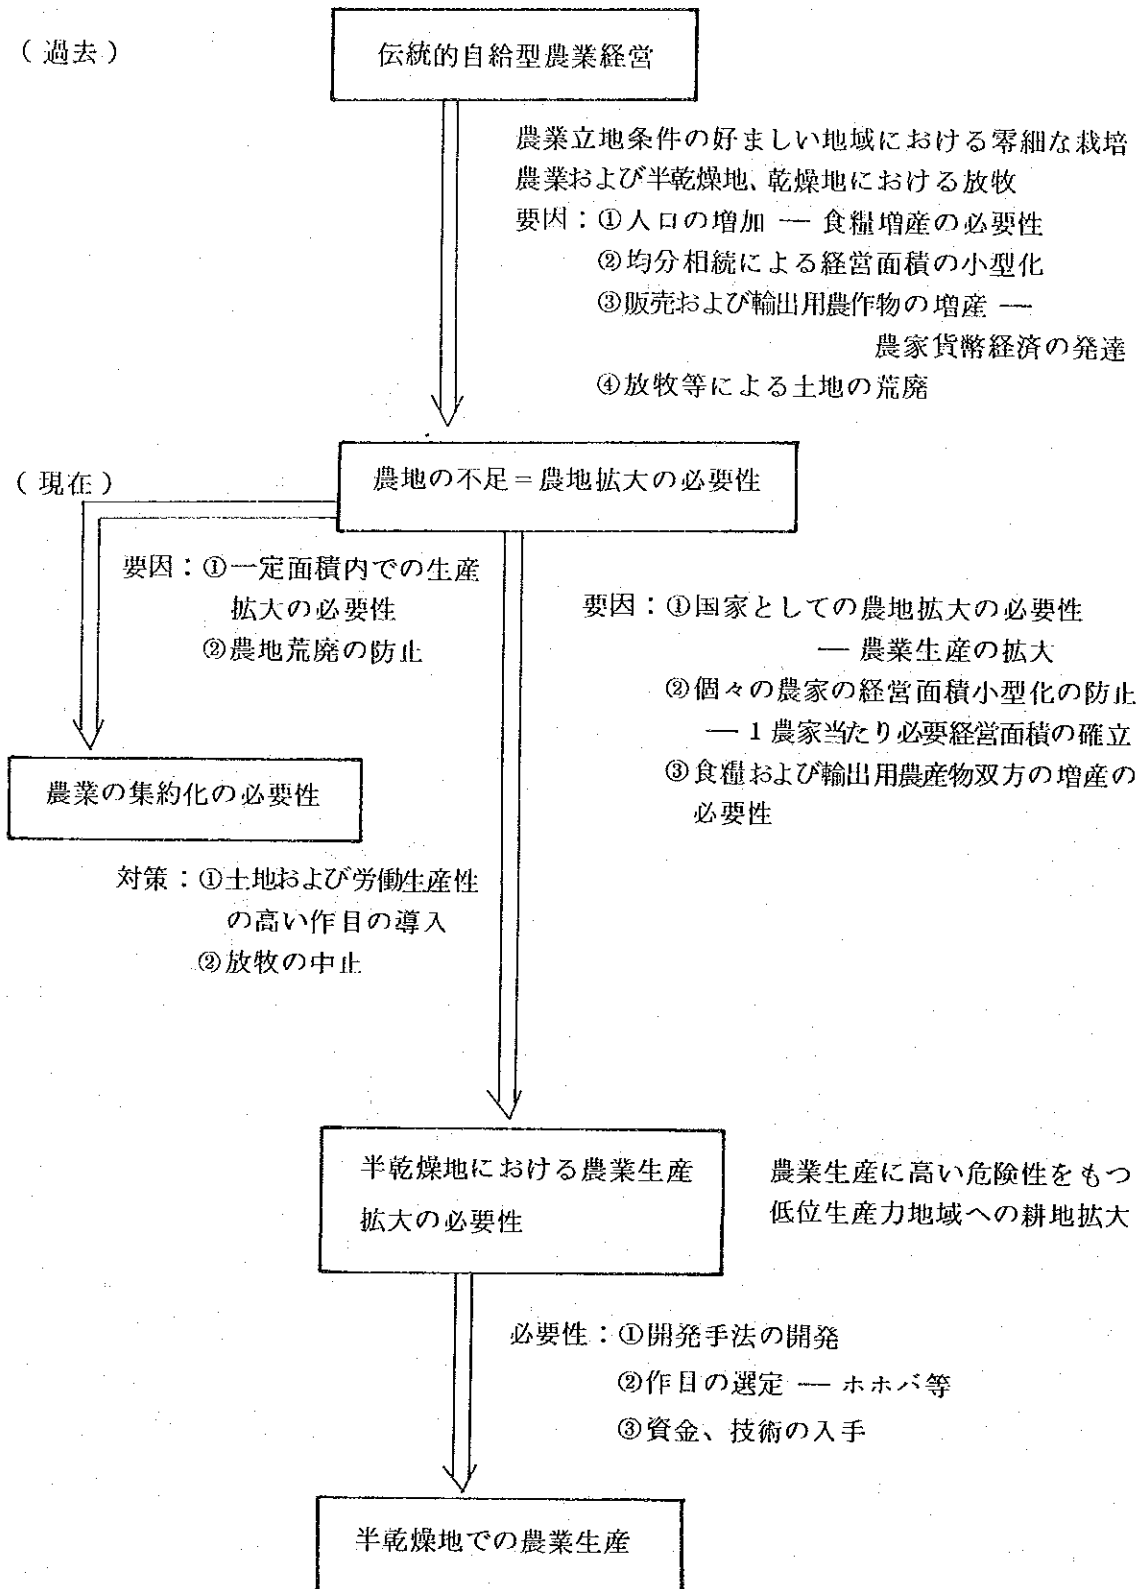 （過去）
伝統的自給型農業経営
農業立地条件の好ましい地域における零細な栽培
農業および半乾燥地、乾燥地における放牧
要因：①人口の増加 ― 食糧増産の必要性
②均分相続による経営面積の小型化
③販売および輸出用農作物の増産 ―
農家貨幣経済の発達
④放牧等による土地の荒廃
（現在）
農地の不足＝農地拡大の必要性
要因：①一定面積内での生産
拡大の必要性
②農地荒廃の防止
農業の集約化の必要性
対策：①土地および労働生産性
の高い作目の導入
②放牧の中止
要因：①国家としての農地拡大の必要性
― 農業生産の拡大
②個々の農家の経営面積小型化の防止
― 1農家当たり必要経営面積の確立
③食糧および輸出用農産物双方の増産の
必要性
半乾燥地における農業生産
拡大の必要性
農業生産に高い危険性をもつ
低位生産力地域への耕地拡大
必要性：①開発手法の開発
②作目の選定 ― ホホバ等
③資金、技術の入手
半乾燥地での農業生産